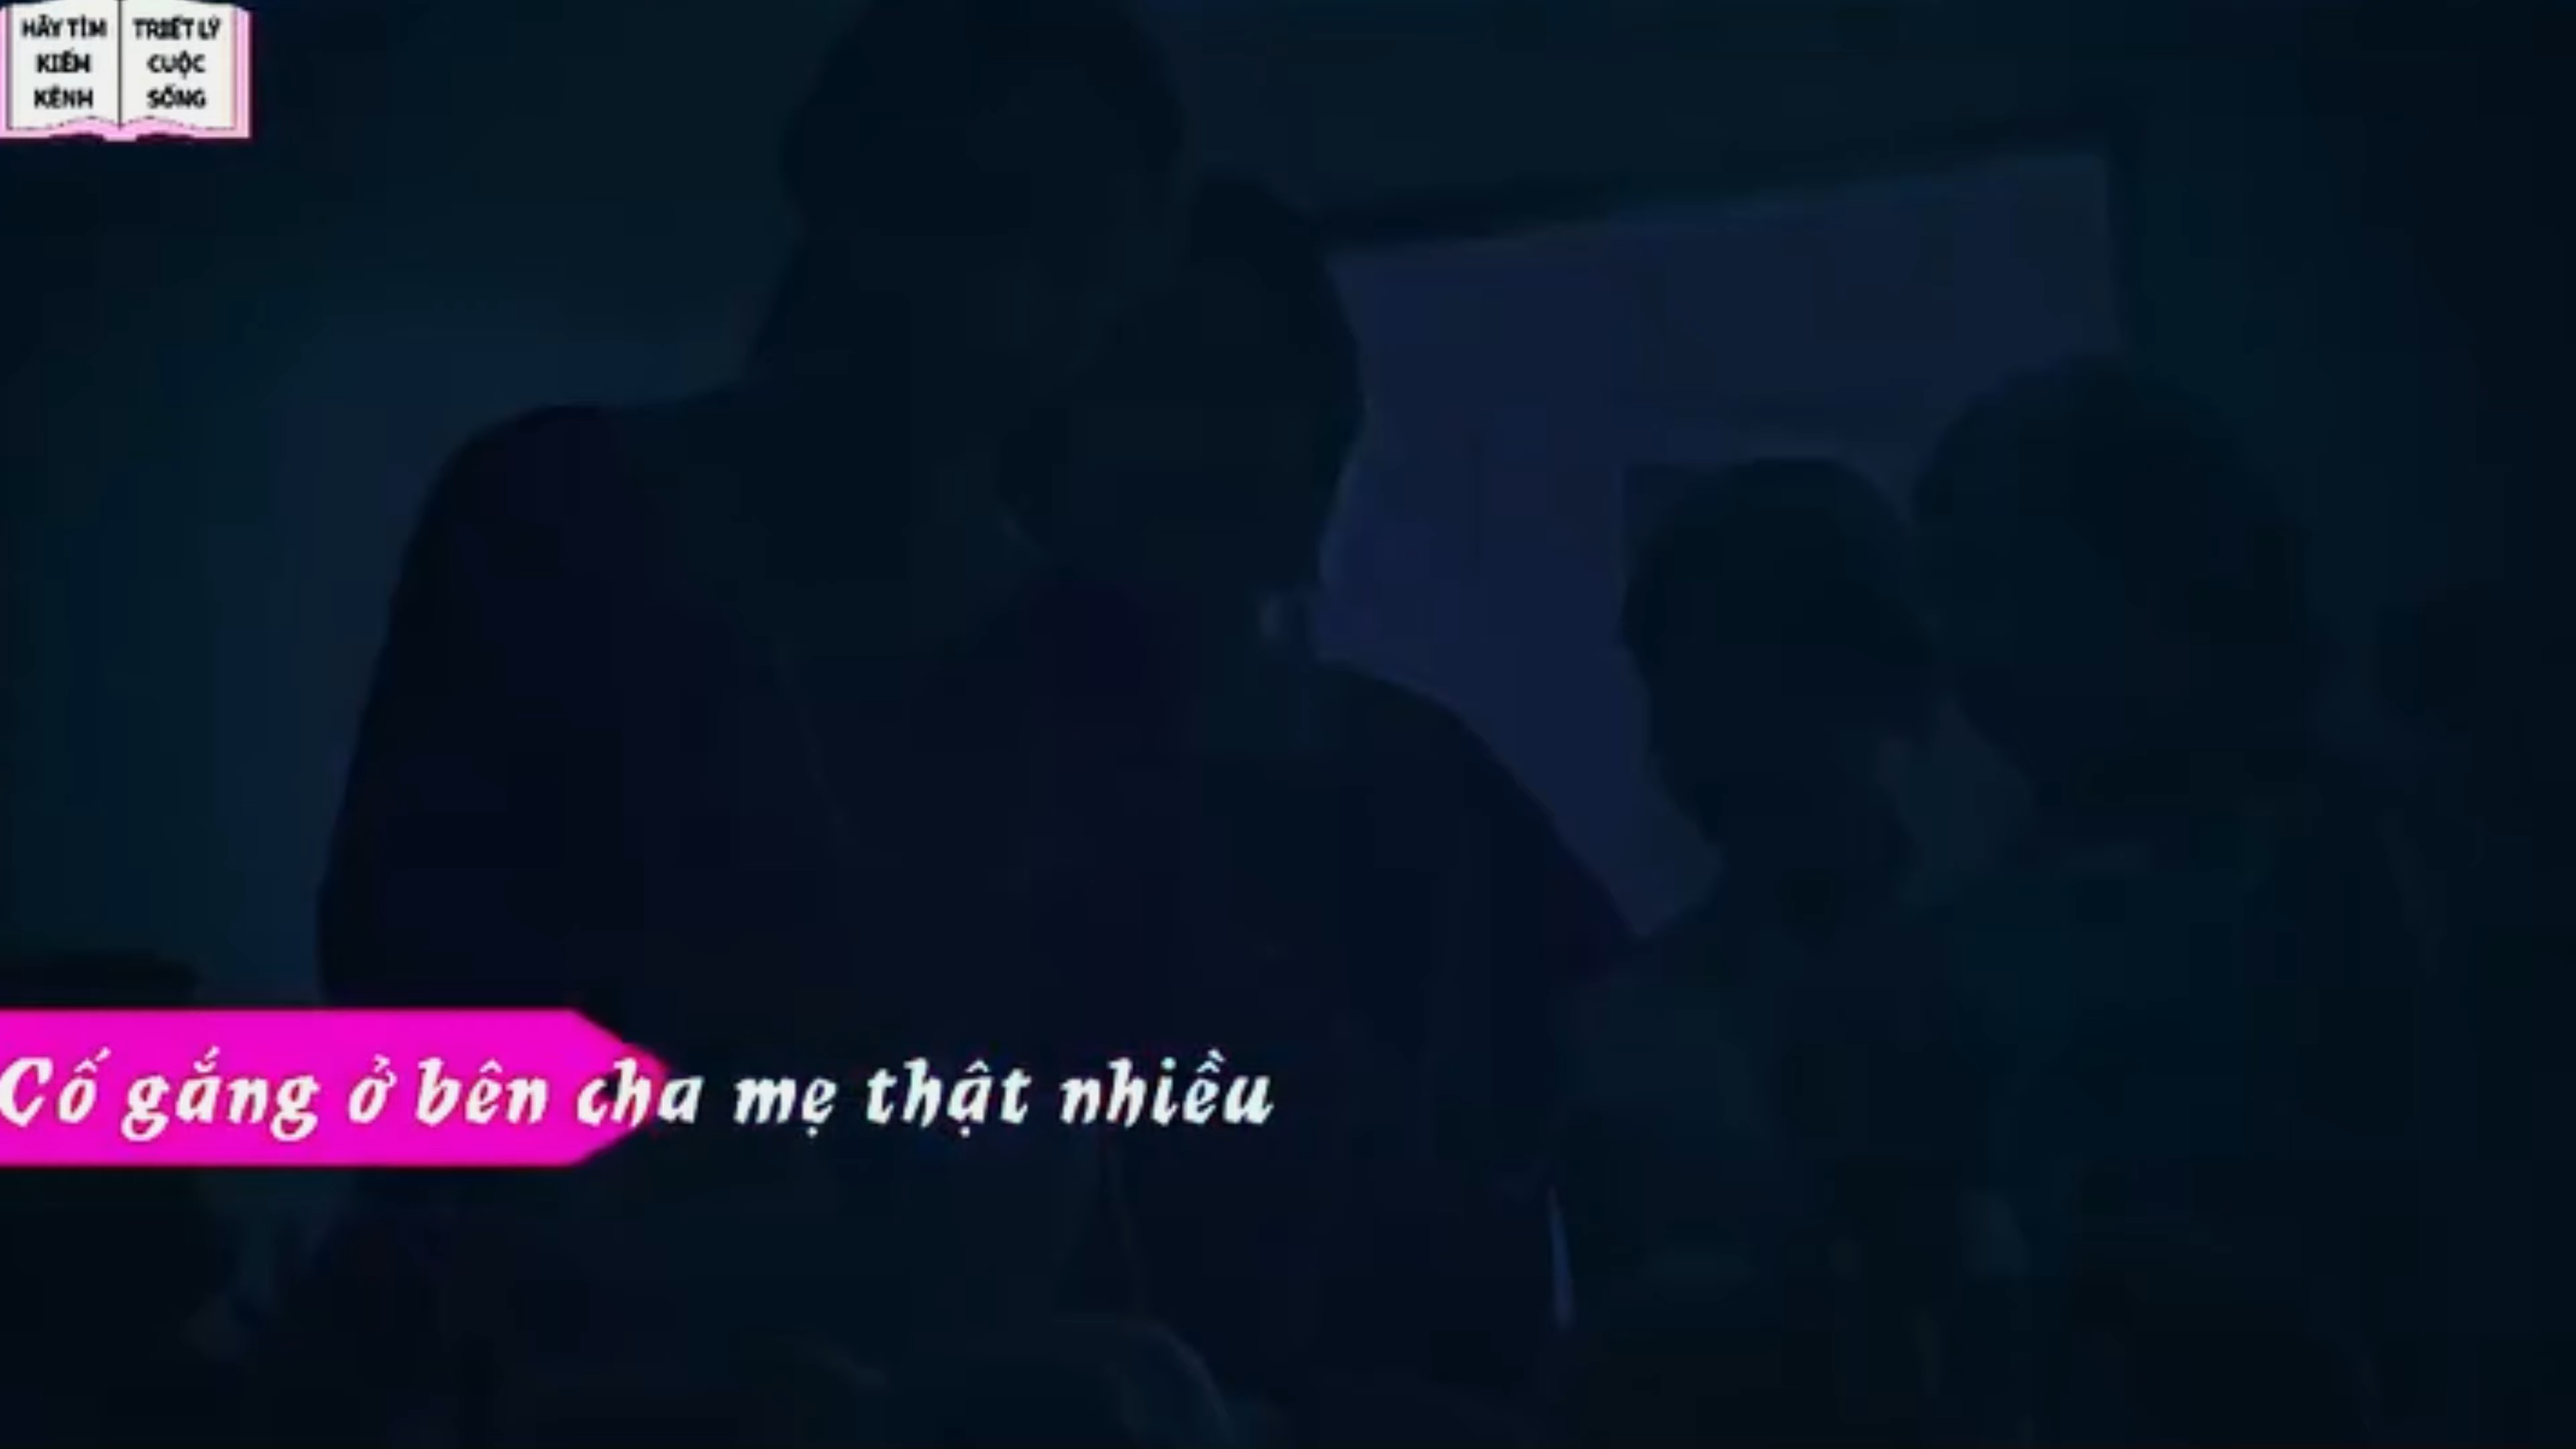 HÃY TÌM
KIẾM
KÊNH
TRIẾT LÝ
CUỘC
SỐNG
Cố gắng ở bên cha mẹ thật nhiều